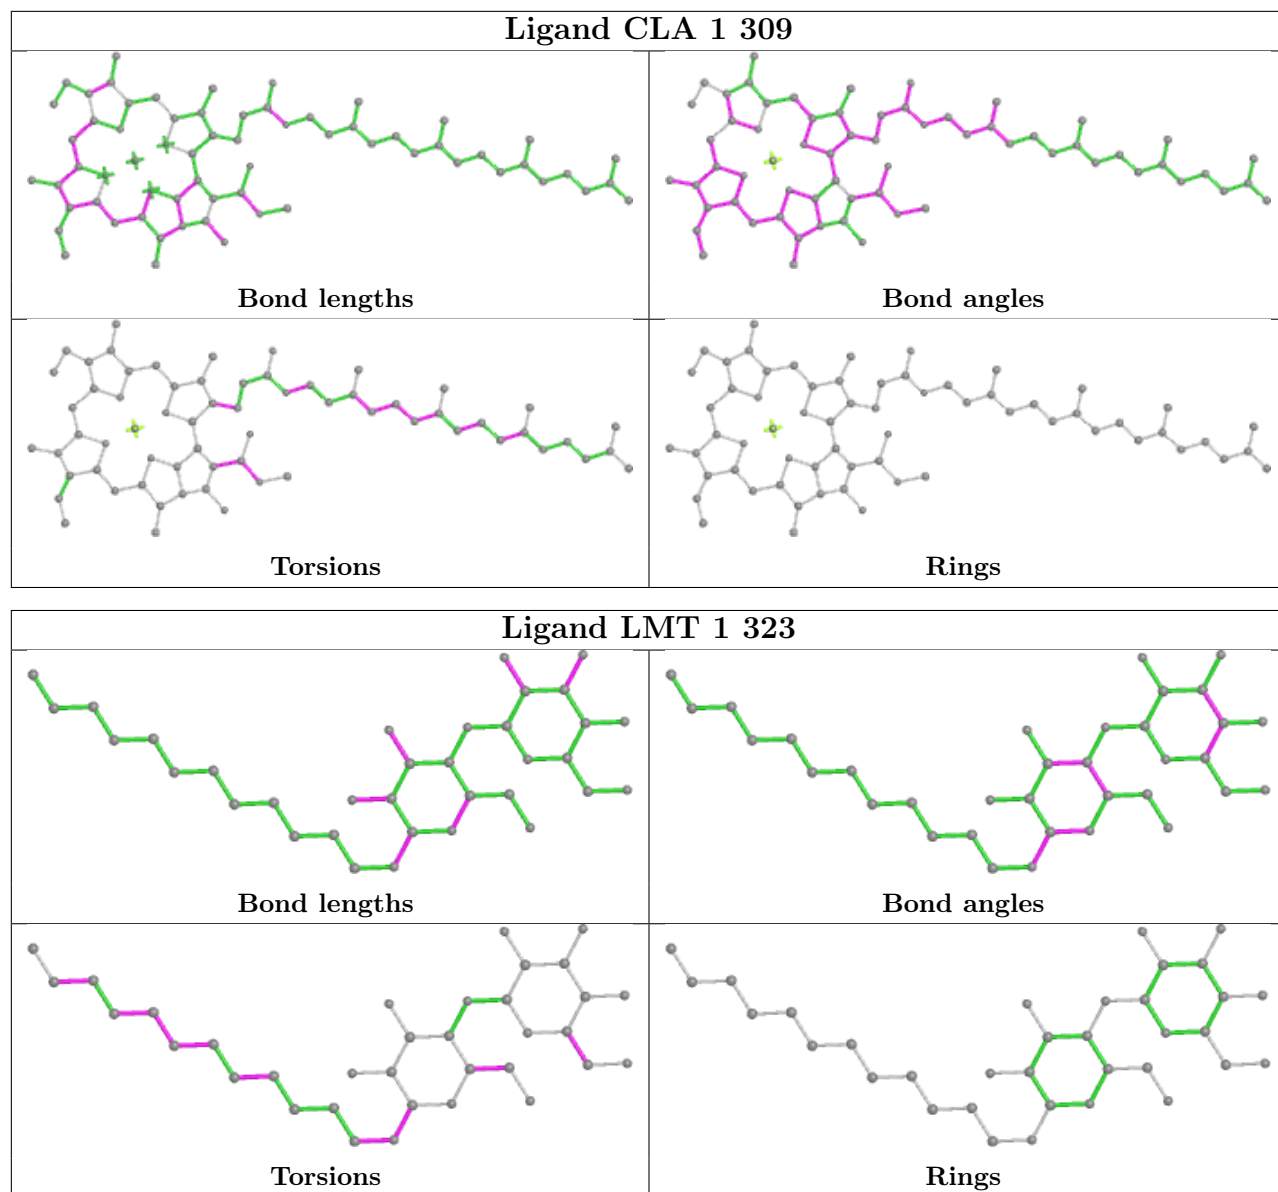 Ligand CLA 1 309
Bond lengths
Bond angles
Torsions
Rings
Ligand LMT 1 323
Bond lengths
Bond angles
Torsions
Rings